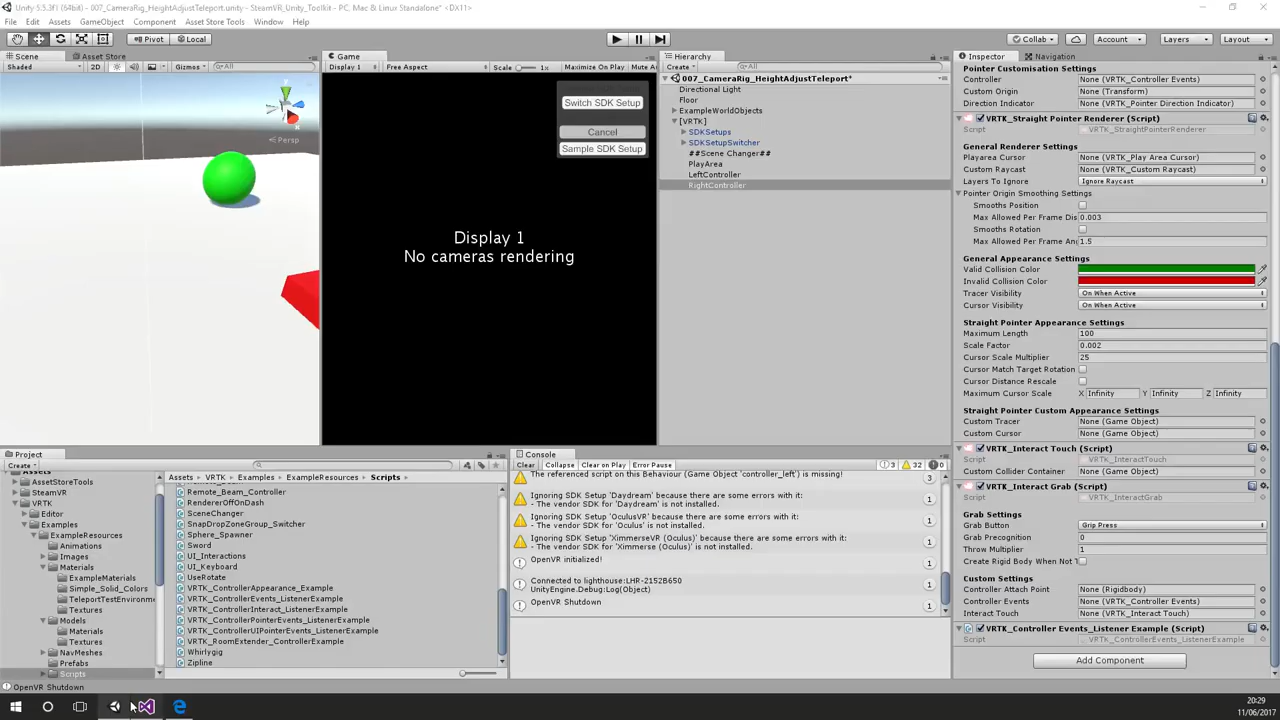 Unity 5.5.3f1 (64bit) - 007_CameraRig_HeightAdjustTeleport.unity - SteamVR_Unity_Toolkit - PC, Mac & Linux Standalone* <DX11>
File Edit Assets GameObject Component Asset Store Tools Window Help
Pivot Local Collab Account Layers Layout
Scene Asset Store
Shaded 2D Gizmos All
Persp
Game
Display 1 Free Aspect Scale 1x Maximize On Play Mute Au
Switch SDK Setup
Cancel
Sample SDK Setup
Display 1
No cameras rendering
Hierarchy
Create All
007_CameraRig_HeightAdjustTeleport*
Directional Light
Floor
ExampleWorldObjects
[VRTK]
SDKSetups
SDKSetupSwitcher
##Scene Changer##
PlayArea
LeftController
RightController
Inspector Navigation
Pointer Customisation Settings
Controller None (VRTK_Controller Events)
Custom Origin None (Transform)
Direction Indicator None (VRTK_Pointer Direction Indicator)
VRTK_Straight Pointer Renderer (Script)
Script VRTK_StraightPointerRenderer
General Renderer Settings
Playarea Cursor None (VRTK_Play Area Cursor)
Custom Raycast None (VRTK_Custom Raycast)
Layers To Ignore Ignore Raycast
Pointer Origin Smoothing Settings
Smooths Position
Max Allowed Per Frame Dis 0.003
Smooths Rotation
Max Allowed Per Frame An 1.5
General Appearance Settings
Valid Collision Color
Invalid Collision Color
Tracer Visibility On When Active
Cursor Visibility On When Active
Straight Pointer Appearance Settings
Maximum Length 100
Scale Factor 0.002
Cursor Scale Multiplier 25
Cursor Match Target Rotation
Cursor Distance Rescale
Maximum Cursor Scale X Infinity Y Infinity Z Infinity
Straight Pointer Custom Appearance Settings
Custom Tracer None (Game Object)
Custom Cursor None (Game Object)
VRTK_Interact Touch (Script)
Script VRTK_InteractTouch
Custom Collider Container None (Game Object)
VRTK_Interact Grab (Script)
Script VRTK_InteractGrab
Grab Settings
Grab Button Grip Press
Grab Precognition 0
Throw Multiplier 1
Create Rigid Body When Not T
Custom Settings
Controller Attach Point None (Rigidbody)
Controller Events None (VRTK_Controller Events)
Interact Touch None (VRTK_Interact Touch)
VRTK_Controller Events_Listener Example (Script)
Script VRTK_ControllerEvents_ListenerExample
Add Component
Project
Create
Assets
AssetStoreTools
SteamVR
VRTK
Editor
Examples
ExampleResources
Animations
Images
Materials
ExampleMaterials
Simple_Solid_Colors
TeleportTestEnvironme
Textures
Models
Materials
Textures
NavMeshes
Prefabs
Scripts
Assets VRTK Examples ExampleResources Scripts
Remote_Beam_Controller
RendererOffOnDash
SceneChanger
SnapDropZoneGroup_Switcher
Sphere_Spawner
Sword
UI_Interactions
UI_Keyboard
UseRotate
VRTK_ControllerAppearance_Example
VRTK_ControllerEvents_ListenerExample
VRTK_ControllerInteract_ListenerExample
VRTK_ControllerPointerEvents_ListenerExample
VRTK_ControllerUIPointerEvents_ListenerExample
VRTK_RoomExtender_ControllerExample
Whirlygig
Zipline
Console
Clear Collapse Clear on Play Error Pause 3 32 0
The referenced script on this Behaviour (Game Object 'controller_left') is missing! 3
Ignoring SDK Setup 'Daydream' because there are some errors with it:
- The vendor SDK for 'Daydream' is not installed. 1
Ignoring SDK Setup 'OculusVR' because there are some errors with it:
- The vendor SDK for 'Oculus' is not installed. 1
Ignoring SDK Setup 'XimmerseVR (Oculus)' because there are some errors with it:
- The vendor SDK for 'Ximmerse (Oculus)' is not installed. 1
OpenVR initialized! 1
Connected to lighthouse:LHR-2152B650
UnityEngine.Debug:Log(Object) 1
OpenVR Shutdown 1
OpenVR Shutdown
20:29
11/06/2017